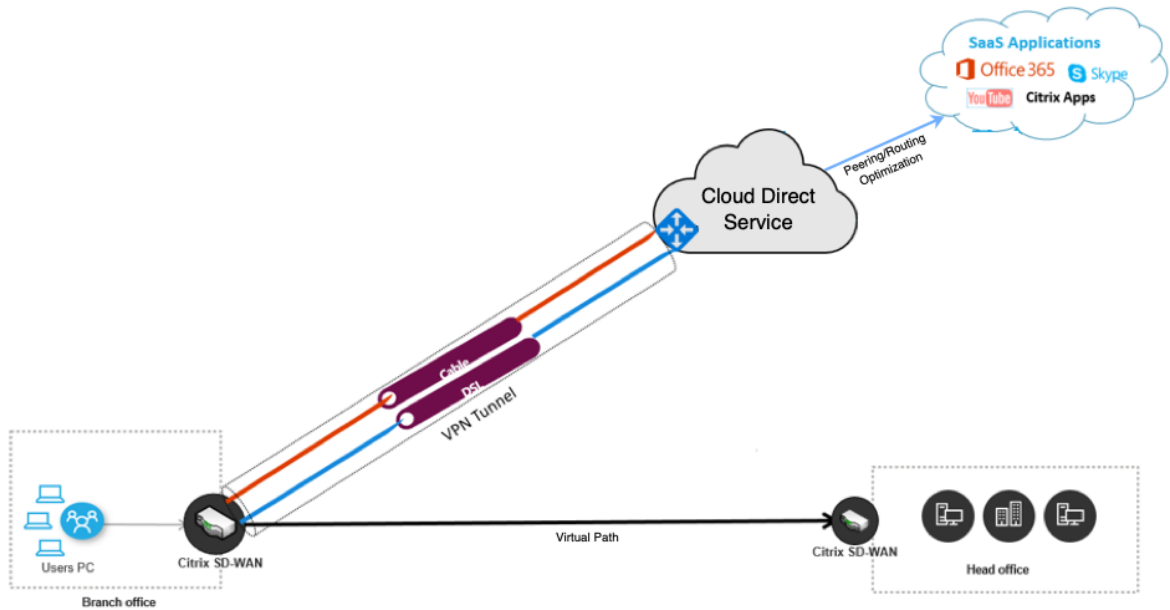 SaaS Applications
Office 365
Skype
YouTube
Citrix Apps
Peering/Routing
Optimization
Cloud Direct
Service
Cable
DSL
VPN Tunnel
Users PC
Citrix SD-WAN
Virtual Path
Citrix SD-WAN
Head office
Branch office